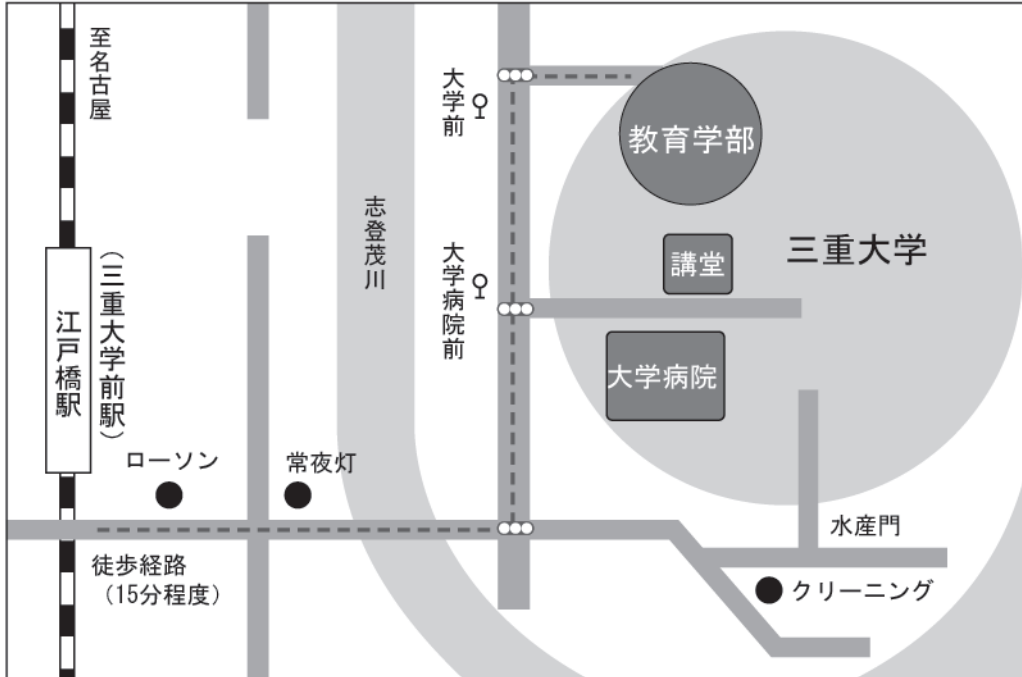 至名古屋
大学前
教育学部
志登茂川
講堂
三重大学
大学病院前
(三重大学前駅)
江戸橋駅
大学病院
ローソン
常夜灯
水産門
徒歩経路
(15分程度)
クリーニング